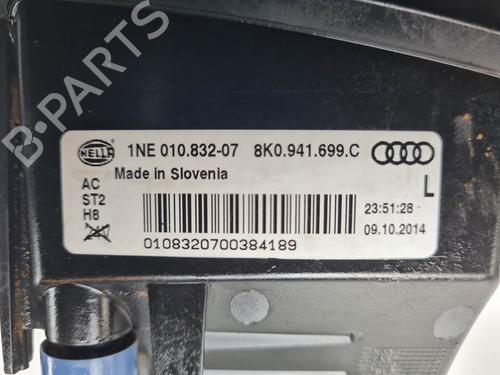 HELLA 1NE 010.832-07 8K0.941.699.C
Made in Slovenia
AC
ST2
H8
L
23:51:28
09.10.2014
0108320700384189
B-PARTS